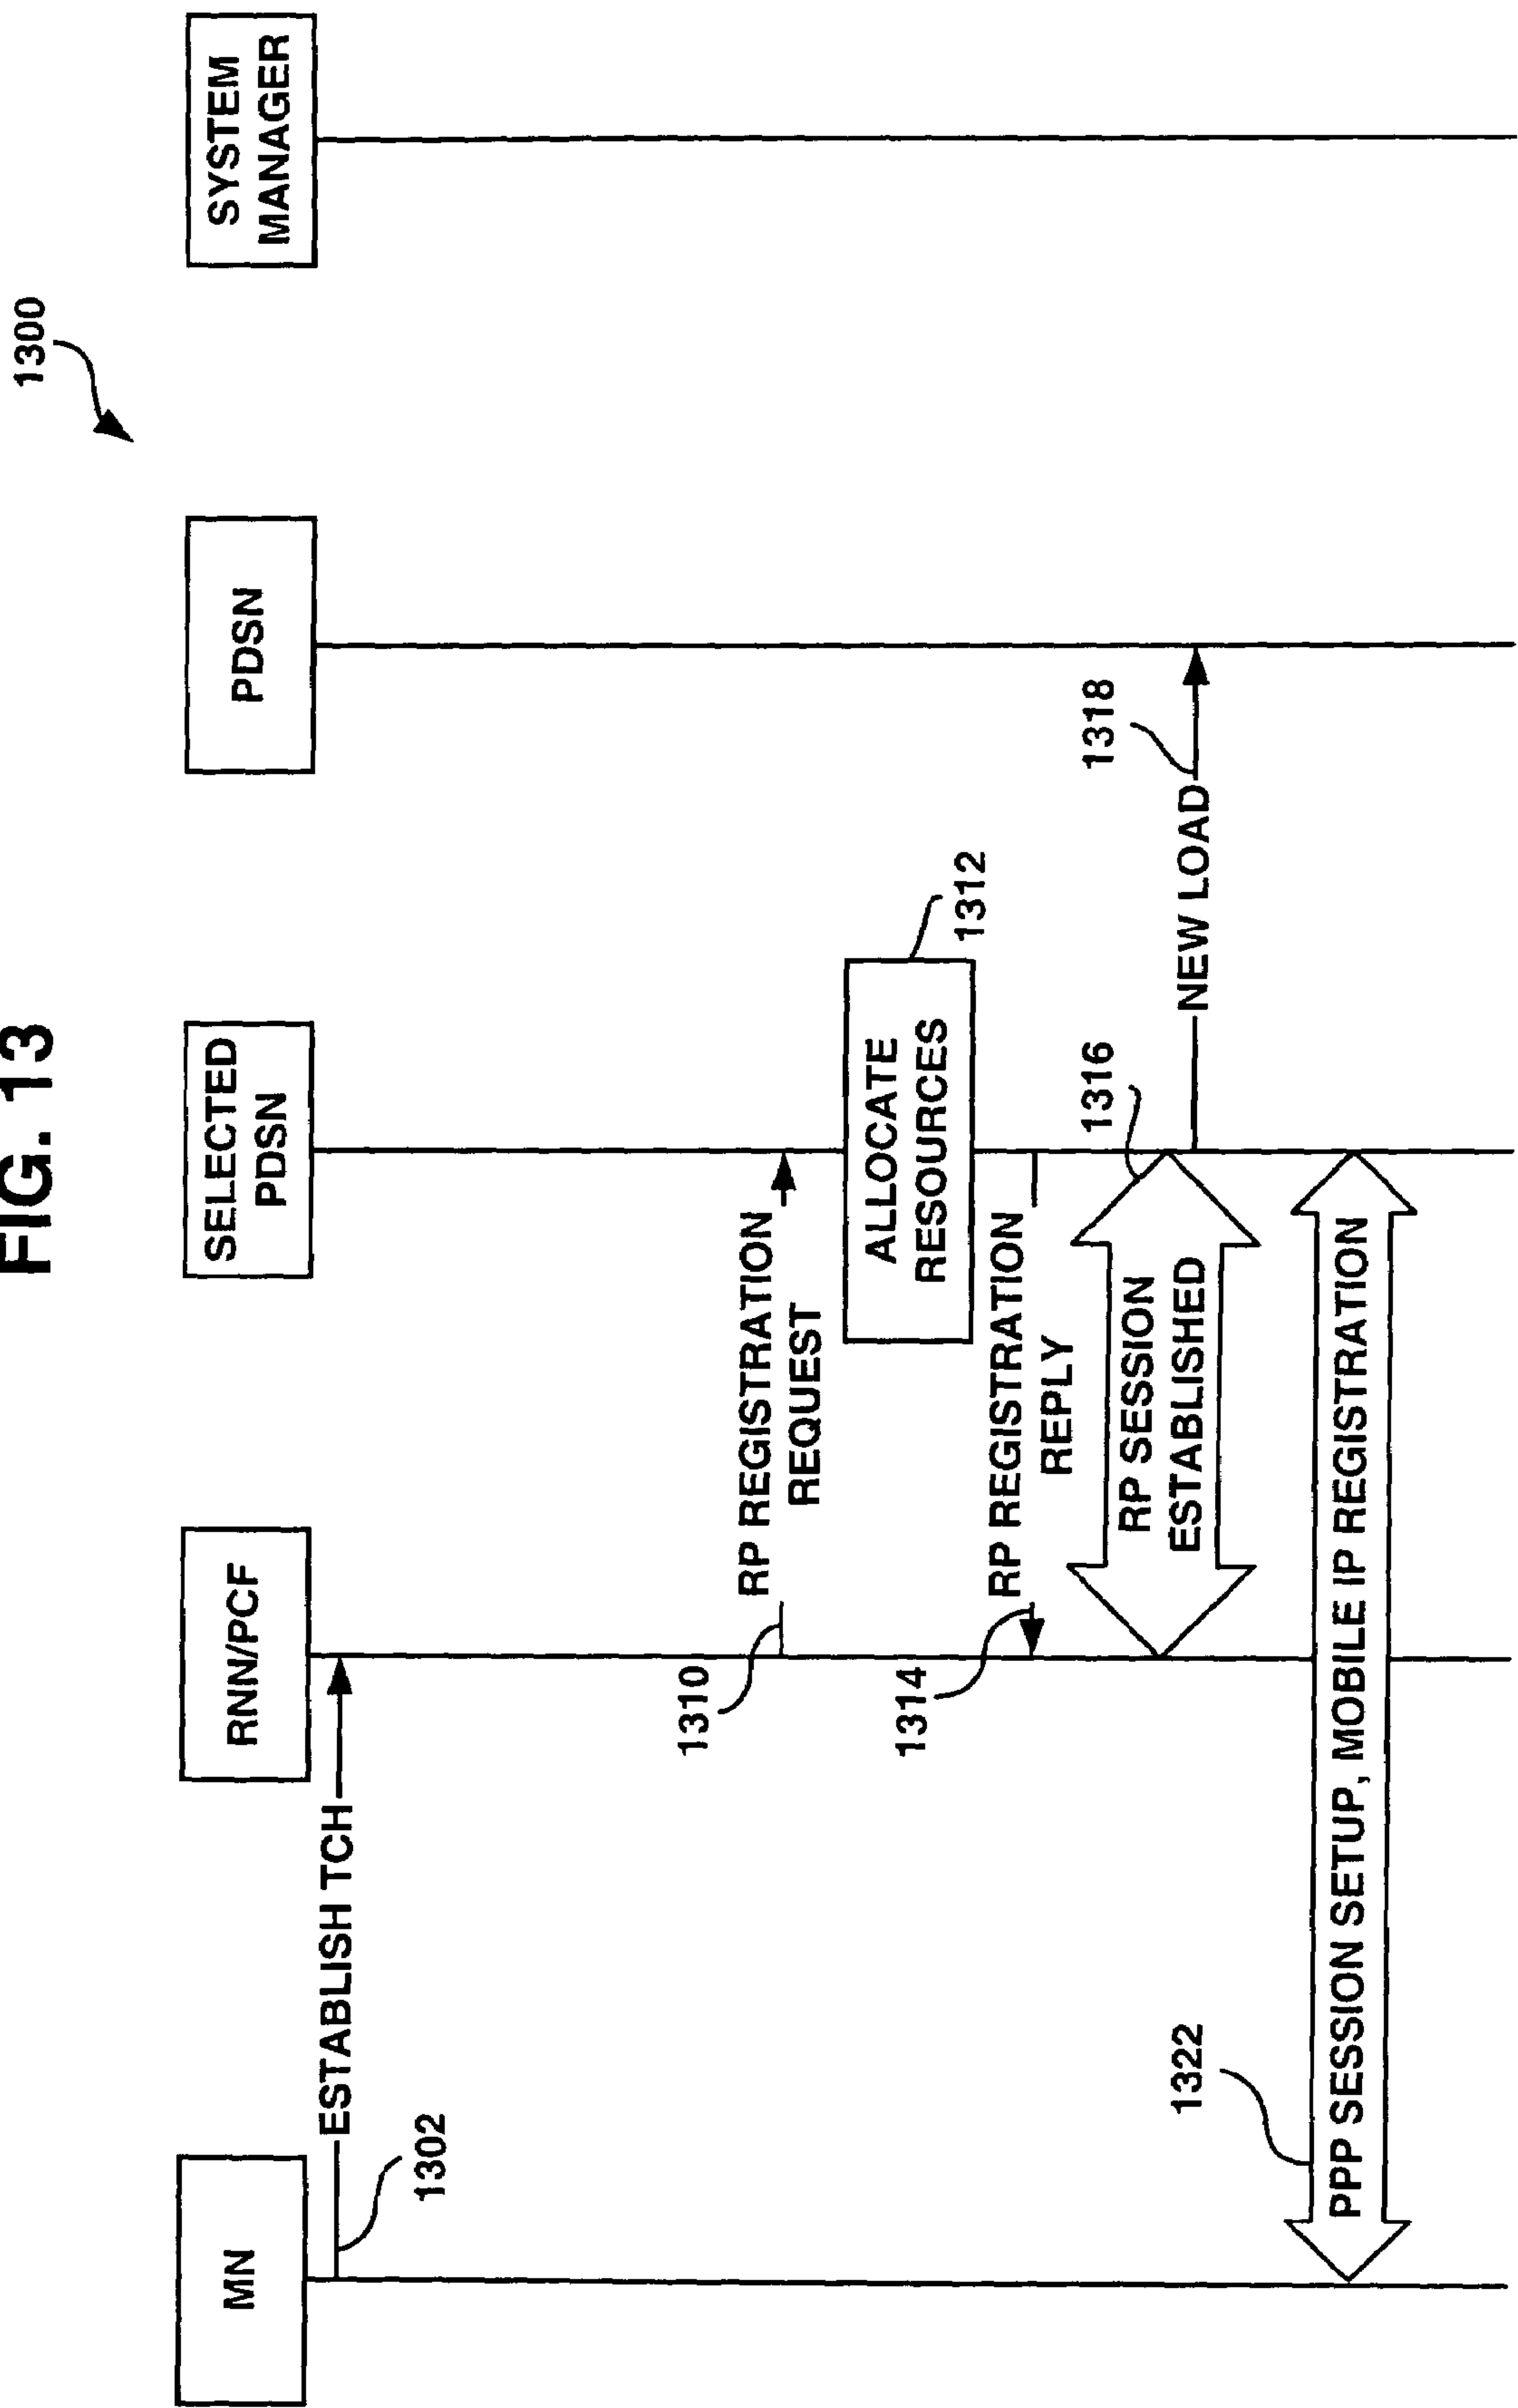 FIG. 13
1300
MN
RNN/PCF
SELECTED
PDSN
PDSN
SYSTEM
MANAGER
ESTABLISH TCH
1302
RP REGISTRATION
REQUEST
1310
ALLOCATE
RESOURCES
1312
RP REGISTRATION
REPLY
1314
RP SESSION
ESTABLISHED
1316
NEW LOAD
1318
PPP SESSION SETUP, MOBILE IP REGISTRATION
1322